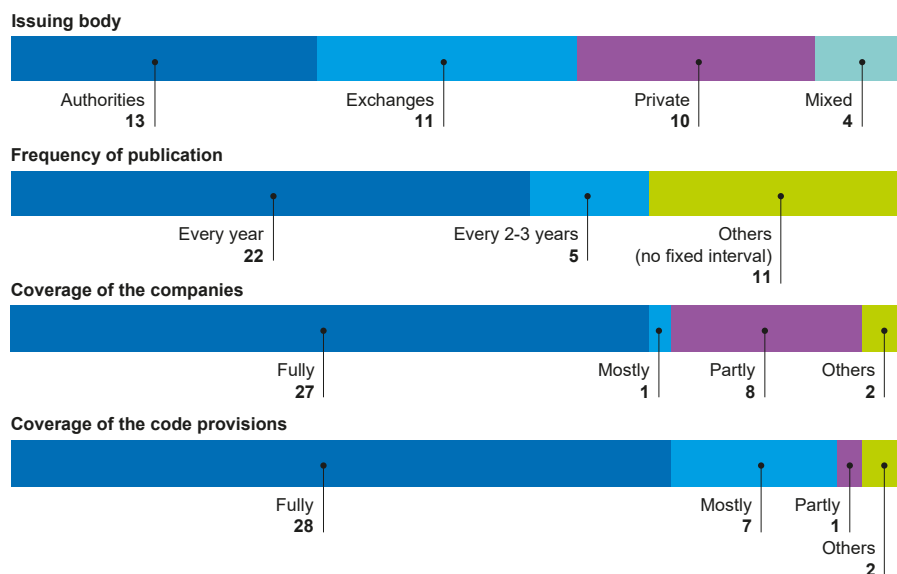 Issuing body
Authorities
13
Exchanges
11
Private
10
Mixed
4
Frequency of publication
Every year
22
Every 2-3 years
5
Others
(no fixed interval)
11
Coverage of the companies
Fully
27
Mostly
1
Partly
8
Others
2
Coverage of the code provisions
Fully
28
Mostly
7
Partly
1
Others
2